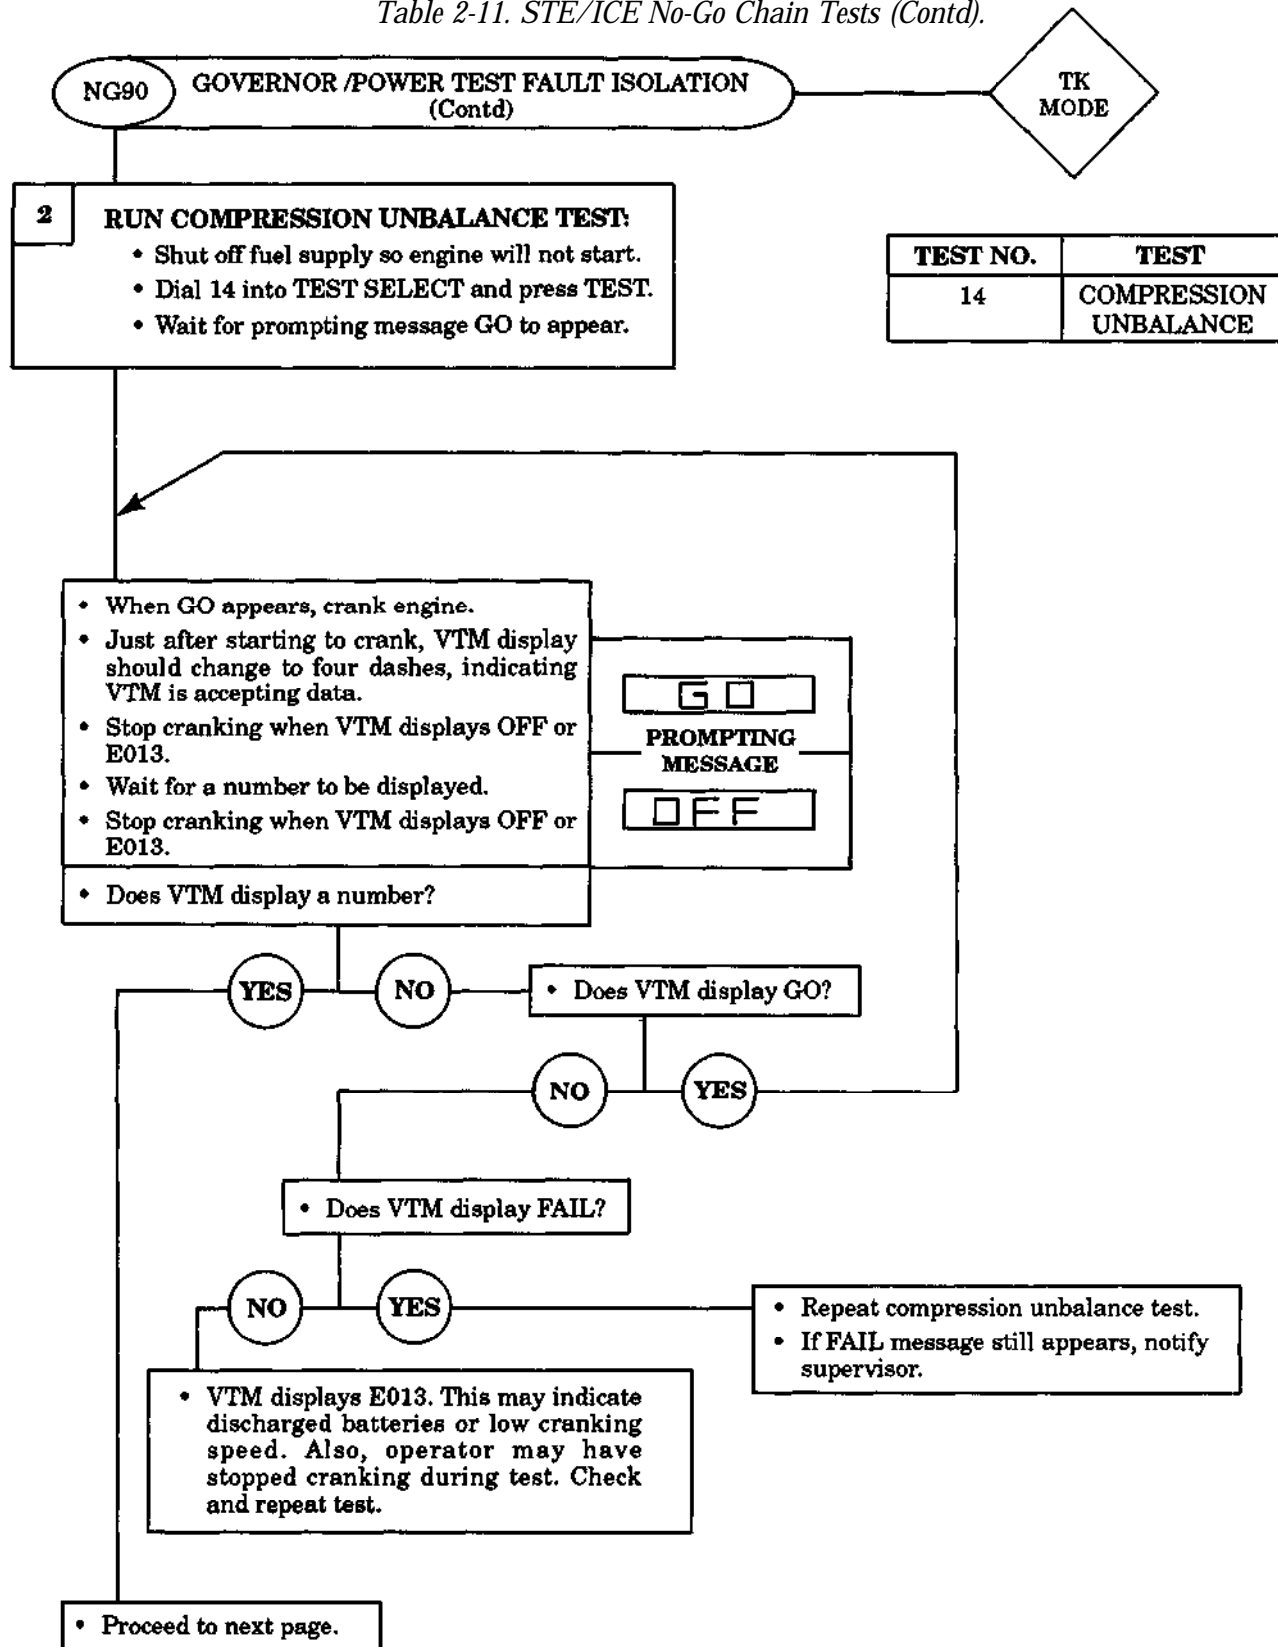 Table 2-11. STE/ICE No-Go Chain Tests (Contd).
NG90
GOVERNOR /POWER TEST FAULT ISOLATION
(Contd)
TK
MODE
2
RUN COMPRESSION UNBALANCE TEST:
• Shut off fuel supply so engine will not start.
• Dial 14 into TEST SELECT and press TEST.
• Wait for prompting message GO to appear.
TEST NO. TEST
14 COMPRESSION
UNBALANCE
• When GO appears, crank engine.
• Just after starting to crank, VTM display
should change to four dashes, indicating
VTM is accepting data.
• Stop cranking when VTM displays OFF or
E013.
• Wait for a number to be displayed.
• Stop cranking when VTM displays OFF or
E013.
GO
PROMPTING
MESSAGE
OFF
• Does VTM display a number?
YES
NO
• Does VTM display GO?
NO
YES
• Does VTM display FAIL?
NO
YES
• Repeat compression unbalance test.
• If FAIL message still appears, notify
supervisor.
• VTM displays E013. This may indicate
discharged batteries or low cranking
speed. Also, operator may have
stopped cranking during test. Check
and repeat test.
• Proceed to next page.